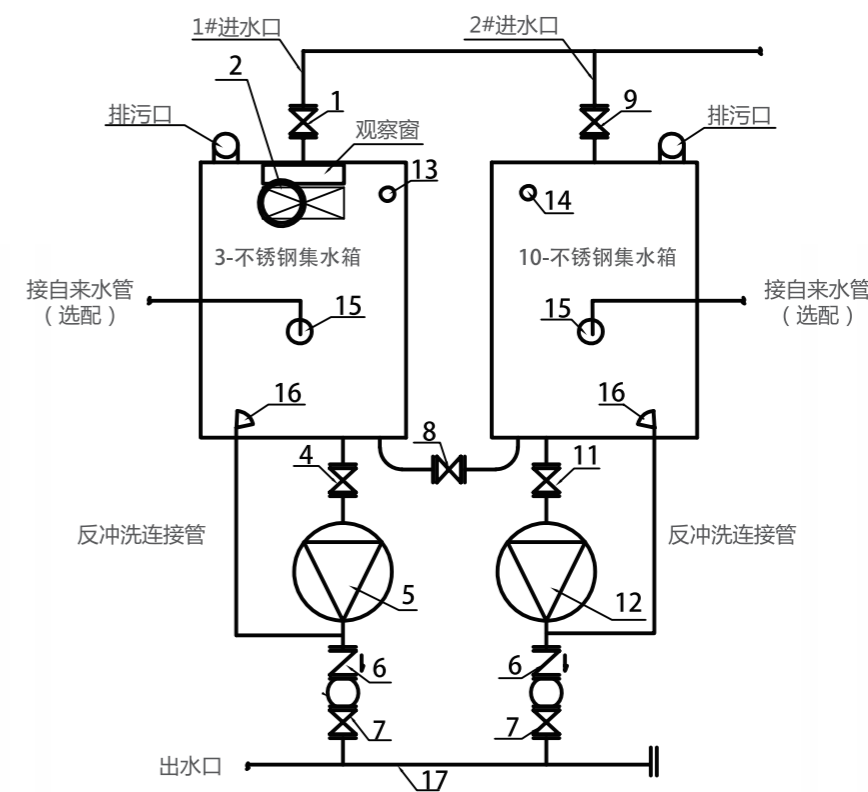 1#进水口
2#进水口
2
1
9
排污口
观察窗
排污口
13
14
3-不锈钢集水箱
10-不锈钢集水箱
接自来水管
（选配）
15
15
接自来水管
（选配）
16
16
8
4
11
反冲洗连接管
反冲洗连接管
5
12
6
6
7
7
出水口
17